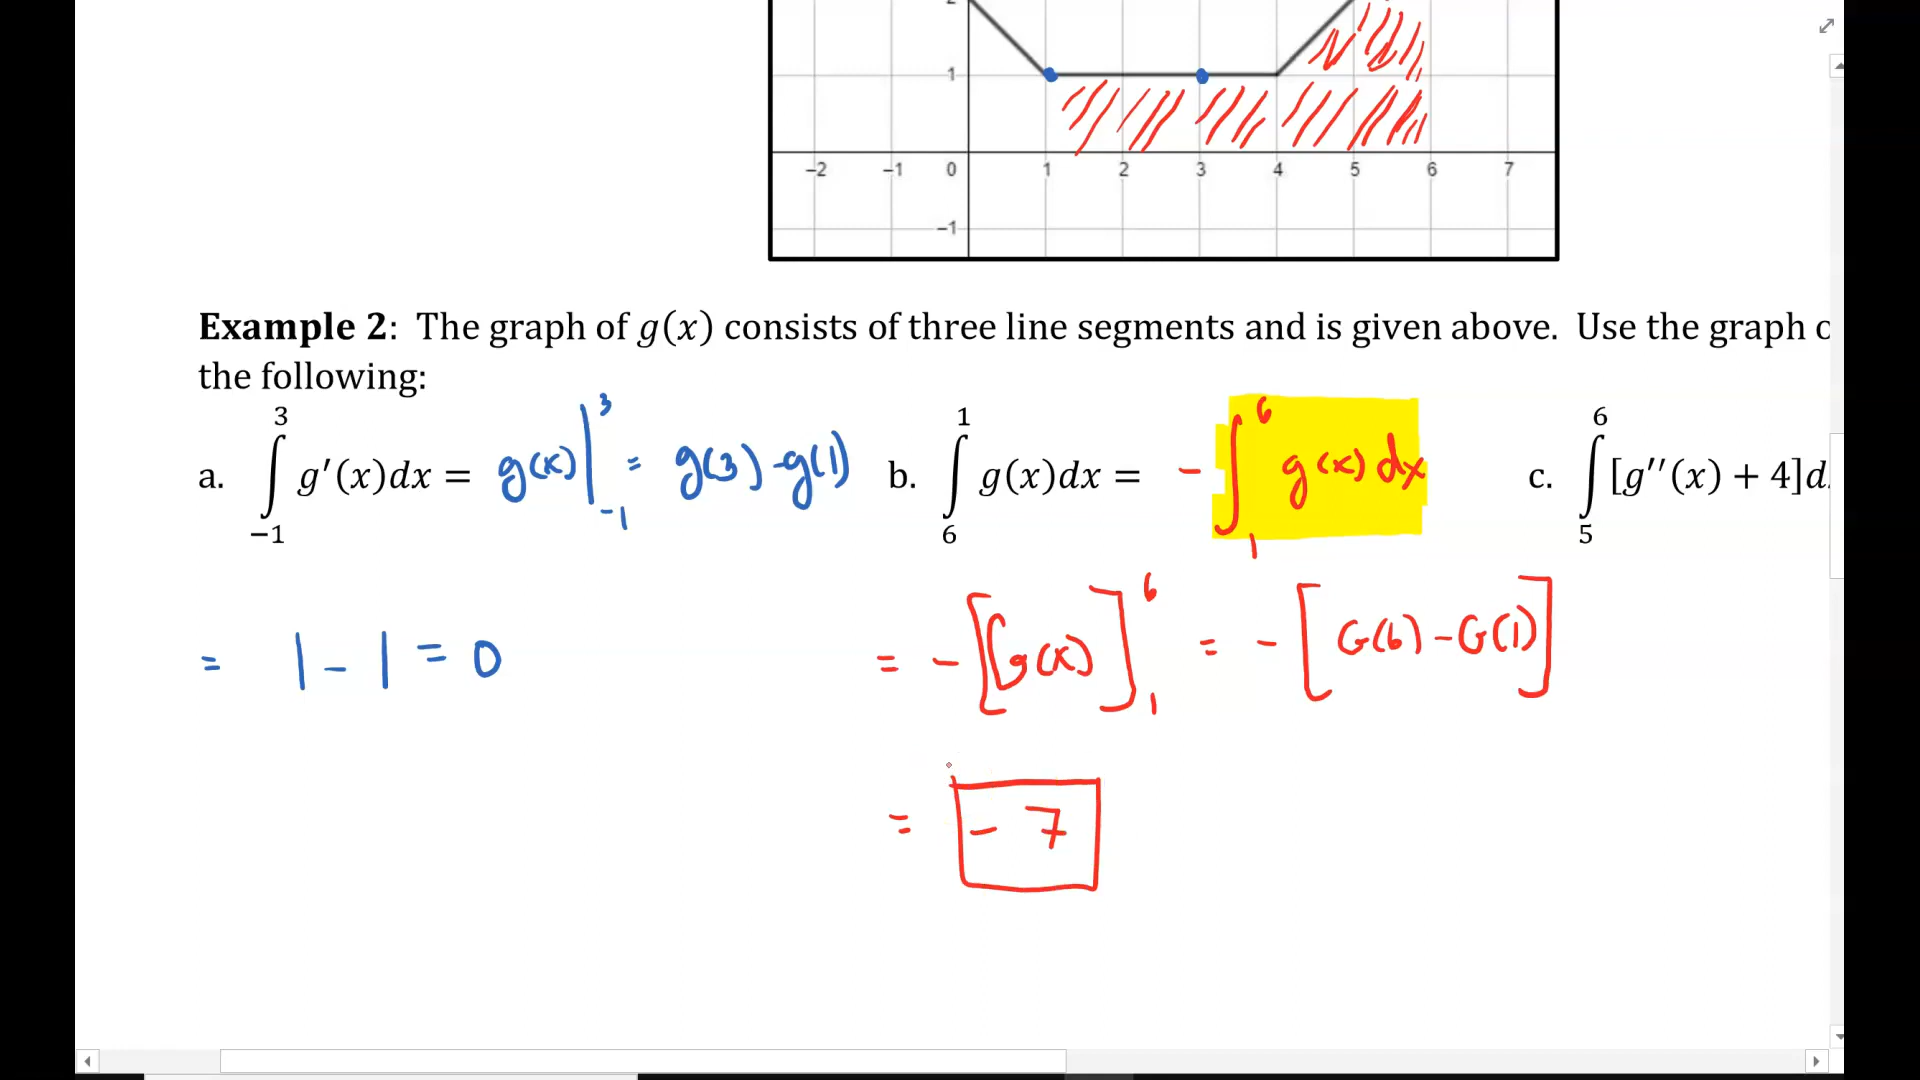 2
1
-2 -1 0 1 2 3 4 5 6 7
-1
Example 2: The graph of g(x) consists of three line segments and is given above. Use the graph o
the following:
a. ∫_{-1}^{3} g′(x)dx = g(x)|_{-1}^{3} = g(3) - g(1)
= 1 - 1 = 0
b. ∫_{6}^{1} g(x)dx = - ∫_{1}^{6} g(x) dx
= - [G(x)]_{1}^{6} = - [G(6) - G(1)]
= - 7
c. ∫_{5}^{6} [g′′(x) + 4]d